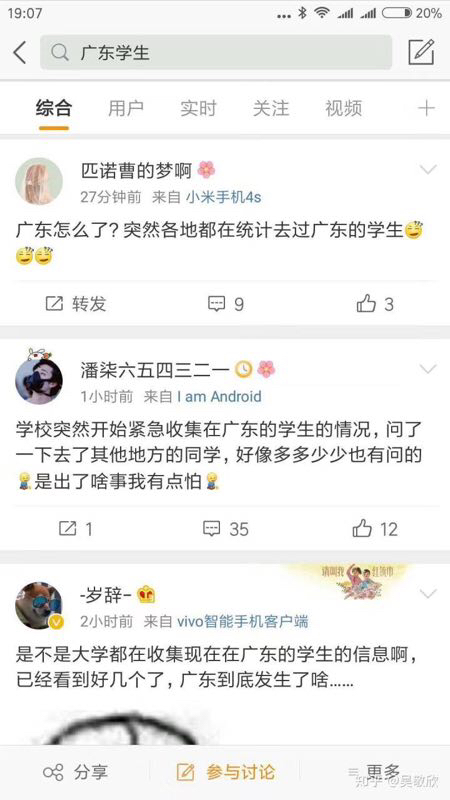 19:07
20%
广东学生
综合 用户 实时 关注 视频
匹诺曹的梦啊
27分钟前 来自 小米手机4s
广东怎么了?突然各地都在统计去过广东的学生
转发 9 3
潘柒六五四三二一
1小时前 来自 I am Android
学校突然开始紧急收集在广东的学生的情况,问了
一下去了其他地方的同学,好像多多少少也有问的
是出了啥事我有点怕
1 35 12
请叫我 红领巾
-岁辞-
2小时前 来自 vivo智能手机客户端
是不是大学都在收集现在在广东的学生的信息啊,
已经看到好几个了,广东到底发生了啥......
分享 参与讨论 更多
知乎 @吴敬欣